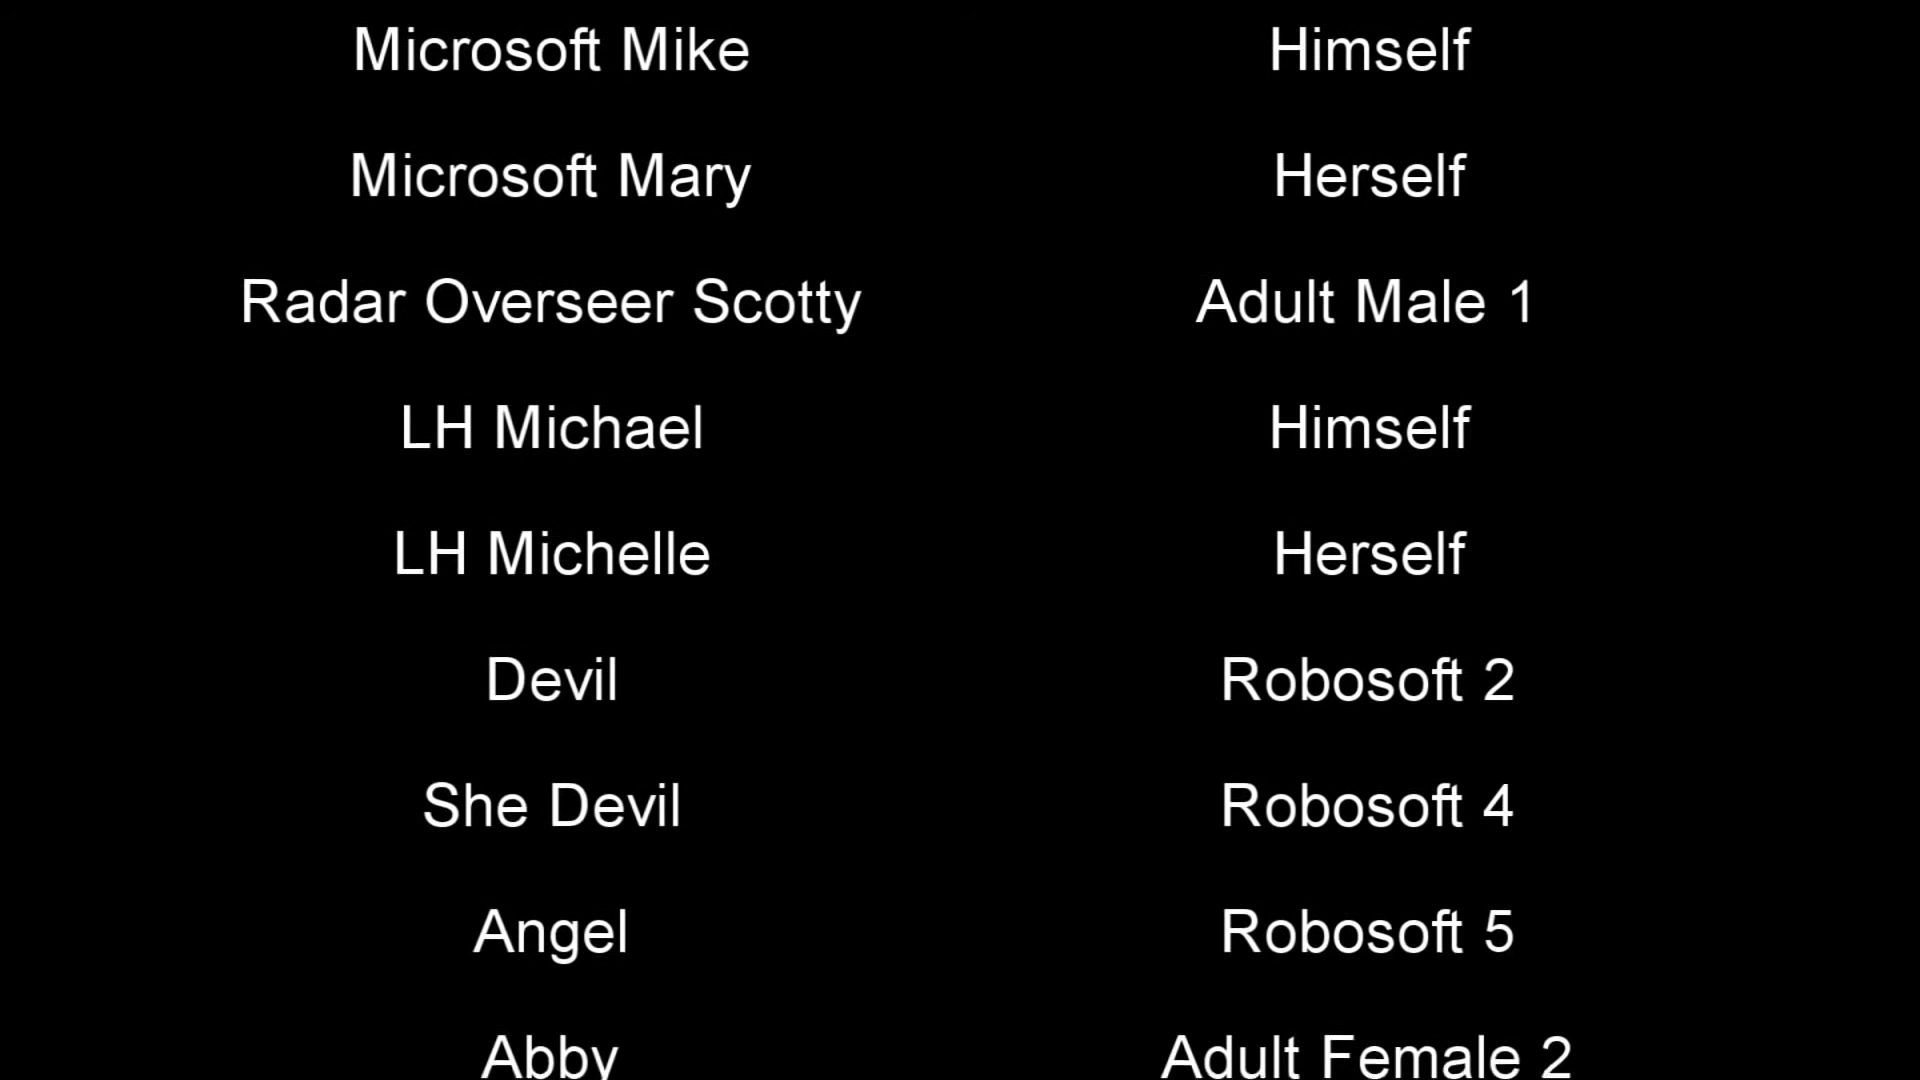 Microsoft Mike Himself
Microsoft Mary Herself
Radar Overseer Scotty Adult Male 1
LH Michael Himself
LH Michelle Herself
Devil Robosoft 2
She Devil Robosoft 4
Angel Robosoft 5
Abby Adult Female 2